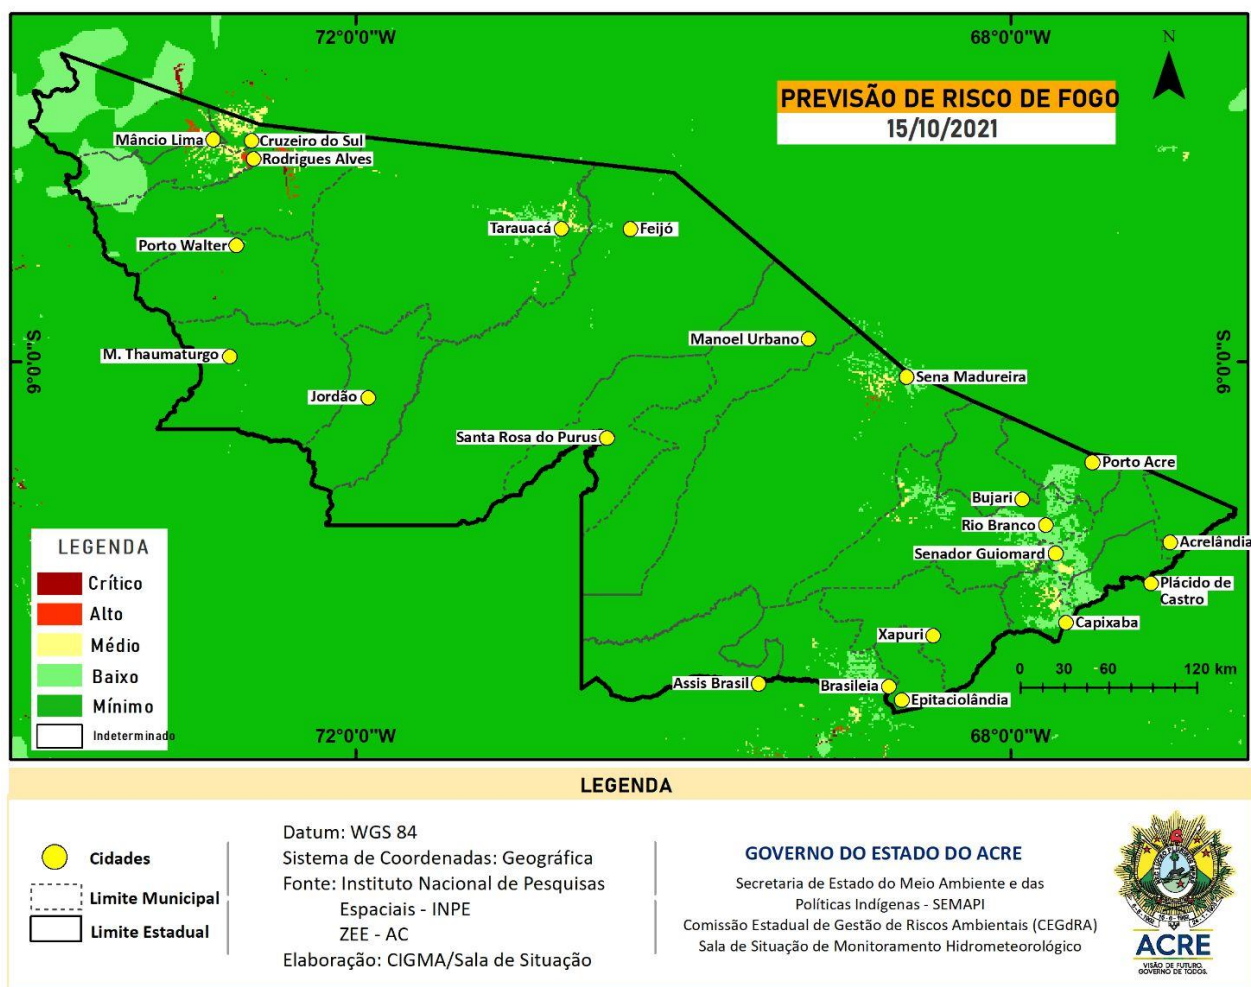 72°0'0"W
68°0'0"W
N
PREVISÃO DE RISCO DE FOGO
15/10/2021
Mâncio Lima
Cruzeiro do Sul
Rodrigues Alves
Tarauacá
Feijó
Porto Walter
Manoel Urbano
9°0'0"S
9°0'0"S
M. Thaumaturgo
Sena Madureira
Jordão
Santa Rosa do Purus
Porto Acre
Bujari
Rio Branco
Acrelândia
Senador Guiomard
Plácido de
Castro
Capixaba
Xapuri
Assis Brasil
Brasileia
Epitaciolândia
0 30 60 120 km
LEGENDA
Crítico
Alto
Médio
Baixo
Mínimo
Indeterminado
72°0'0"W
68°0'0"W
LEGENDA
Cidades
Limite Municipal
Limite Estadual
Datum: WGS 84
Sistema de Coordenadas: Geográfica
Fonte: Instituto Nacional de Pesquisas
Espaciais - INPE
ZEE - AC
Elaboração: CIGMA/Sala de Situação
GOVERNO DO ESTADO DO ACRE
Secretaria de Estado do Meio Ambiente e das
Políticas Indígenas - SEMAPI
Comissão Estadual de Gestão de Riscos Ambientais (CEGdRA)
Sala de Situação de Monitoramento Hidrometeorológico
ACRE
VISÃO DE FUTURO.
GOVERNO DE TODOS.